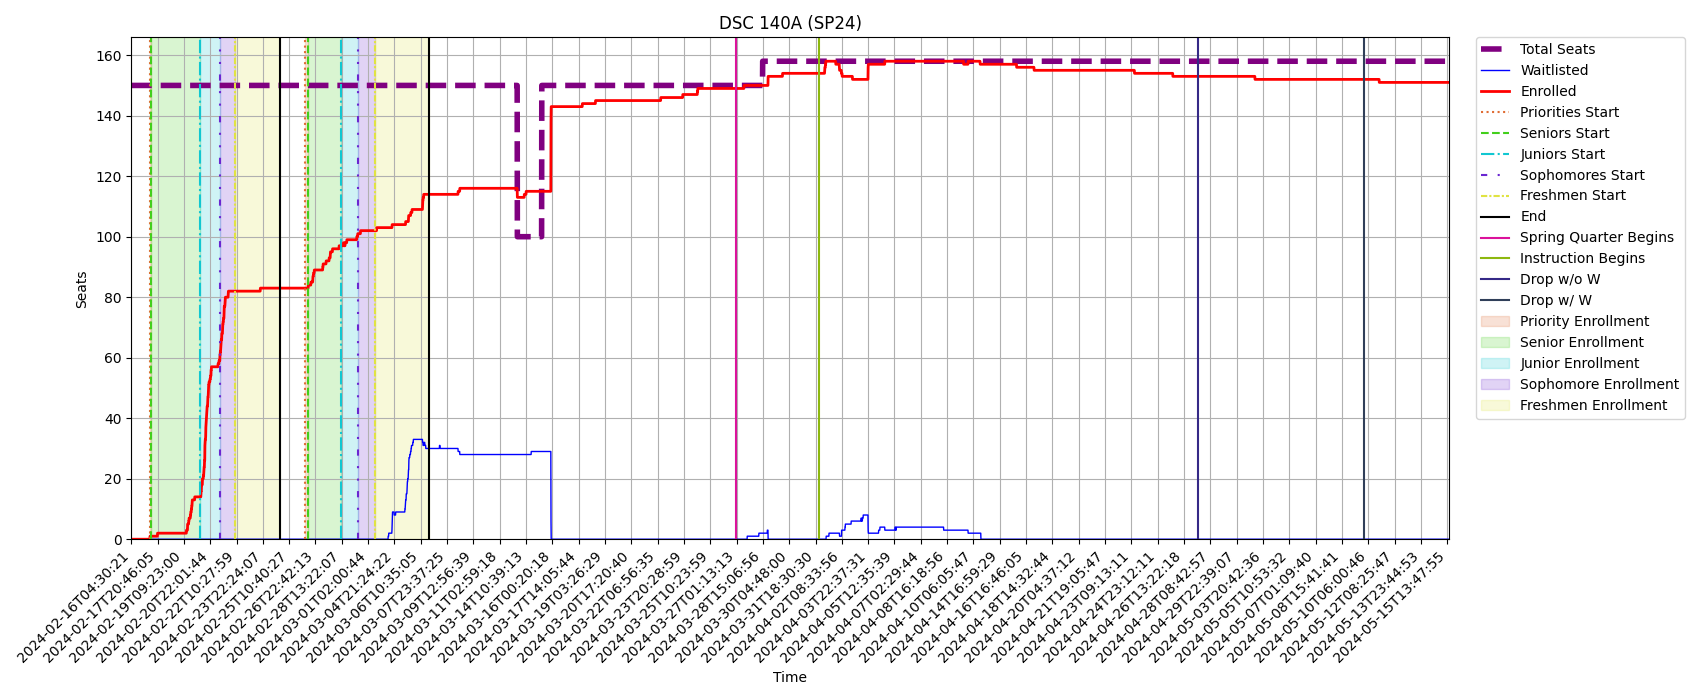 DSC 140A (SP24)
Seats
160
140
120
100
80
60
40
20
0
2024-02-16T04:30:21
2024-02-17T20:46:05
2024-02-19T09:23:00
2024-02-20T22:01:44
2024-02-22T10:27:59
2024-02-23T22:24:07
2024-02-25T10:40:27
2024-02-26T22:42:13
2024-02-28T13:22:07
2024-03-01T02:00:44
2024-03-04T21:24:22
2024-03-06T10:35:05
2024-03-07T23:37:25
2024-03-09T12:56:39
2024-03-11T02:59:18
2024-03-14T10:39:13
2024-03-16T00:20:18
2024-03-17T14:05:44
2024-03-19T03:26:29
2024-03-20T17:20:40
2024-03-22T06:56:35
2024-03-23T20:28:59
2024-03-25T10:23:59
2024-03-27T01:13:13
2024-03-28T15:06:56
2024-03-30T04:48:00
2024-03-31T18:30:30
2024-04-02T08:33:56
2024-04-03T22:37:31
2024-04-05T12:35:39
2024-04-07T02:29:44
2024-04-08T16:18:56
2024-04-10T06:05:47
2024-04-14T16:59:29
2024-04-16T16:46:05
2024-04-18T14:32:44
2024-04-20T04:37:12
2024-04-21T19:05:47
2024-04-23T09:13:11
2024-04-24T23:12:11
2024-04-26T13:22:18
2024-04-28T08:42:57
2024-04-29T22:39:07
2024-05-03T20:42:36
2024-05-05T10:53:32
2024-05-07T01:09:40
2024-05-08T15:41:41
2024-05-10T06:00:46
2024-05-12T08:25:47
2024-05-13T23:44:53
2024-05-15T13:47:55
Time
Total Seats
Waitlisted
Enrolled
Priorities Start
Seniors Start
Juniors Start
Sophomores Start
Freshmen Start
End
Spring Quarter Begins
Instruction Begins
Drop w/o W
Drop w/ W
Priority Enrollment
Senior Enrollment
Junior Enrollment
Sophomore Enrollment
Freshmen Enrollment